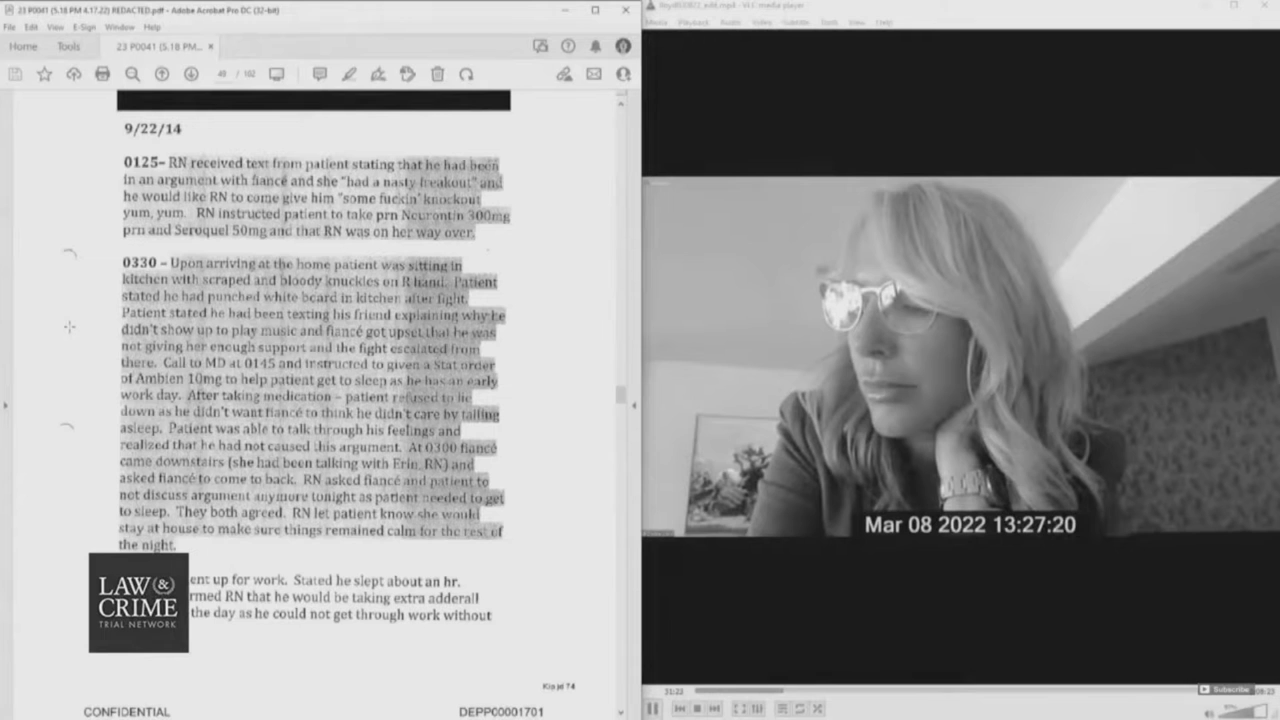 23 P0041 (5.18 PM 4.17.22) REDACTED.pdf - Adobe Acrobat Pro DC (32-bit)
File Edit View E-Sign Window Help
Home Tools 23 P0041 (5.18 PM... ×
49 / 102
9/22/14
0125– RN received text from patient stating that he had been
in an argument with fiancé and she "had a nasty freakout" and
he would like RN to come give him "some fuckin' knockout
yum, yum. RN instructed patient to take prn Neurontin 300mg
prn and Seroquel 50mg and that RN was on her way over.
0330 – Upon arriving at the home patient was sitting in
kitchen with scraped and bloody knuckles on R hand. Patient
stated he had punched white board in kitchen after fight.
Patient stated he had been texting his friend explaining why he
didn't show up to play music and fiancé got upset that he was
not giving her enough support and the fight escalated from
there. Call to MD at 0145 and instructed to given a Stat order
of Ambien 10mg to help patient get to sleep as he has an early
work day. After taking medication – patient refused to lie
down as he didn't want fiancé to think he didn't care by falling
asleep. Patient was able to talk through his feelings and
realized that he had not caused this argument. At 0300 fiancé
came downstairs (she had been talking with Erin, RN) and
asked fiancé to come to back. RN asked fiancé and patient to
not discuss argument anymore tonight as patient needed to get
to sleep. They both agreed. RN let patient know she would
stay at house to make sure things remained calm for the rest of
the night.
ent up for work. Stated he slept about an hr.
rmed RN that he would be taking extra adderall
the day as he could not get through work without
LAW &
CRIME
TRIAL NETWORK
74
CONFIDENTIAL DEPP00001701
VLC media player
Media Playback Audio Video Subtitle Tools View Help
Mar 08 2022 13:27:20
31:22
Subscribe